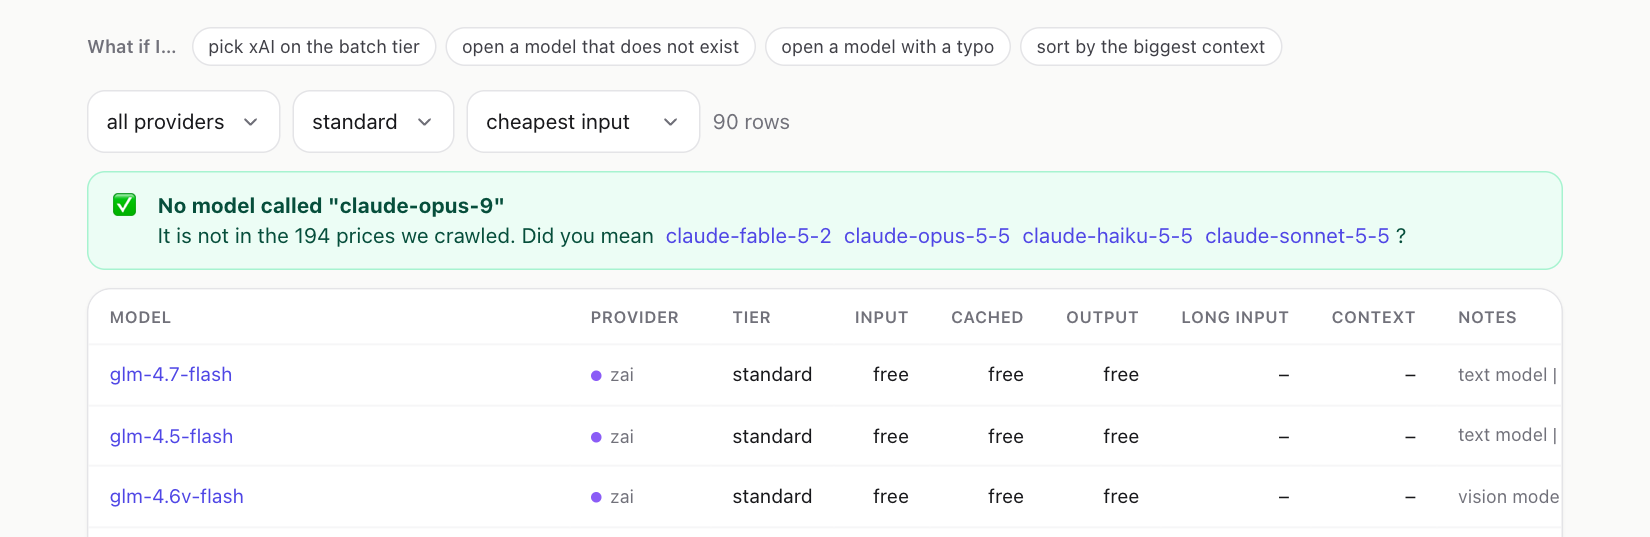 What if I... pick xAI on the batch tier open a model that does not exist open a model with a typo sort by the biggest context
all providers standard cheapest input 90 rows
No model called "claude-opus-9"
It is not in the 194 prices we crawled. Did you mean claude-fable-5-2 claude-opus-5-5 claude-haiku-5-5 claude-sonnet-5-5 ?
MODEL PROVIDER TIER INPUT CACHED OUTPUT LONG INPUT CONTEXT NOTES
glm-4.7-flash zai standard free free free – – text model |
glm-4.5-flash zai standard free free free – – text model |
glm-4.6v-flash zai standard free free free – – vision mode